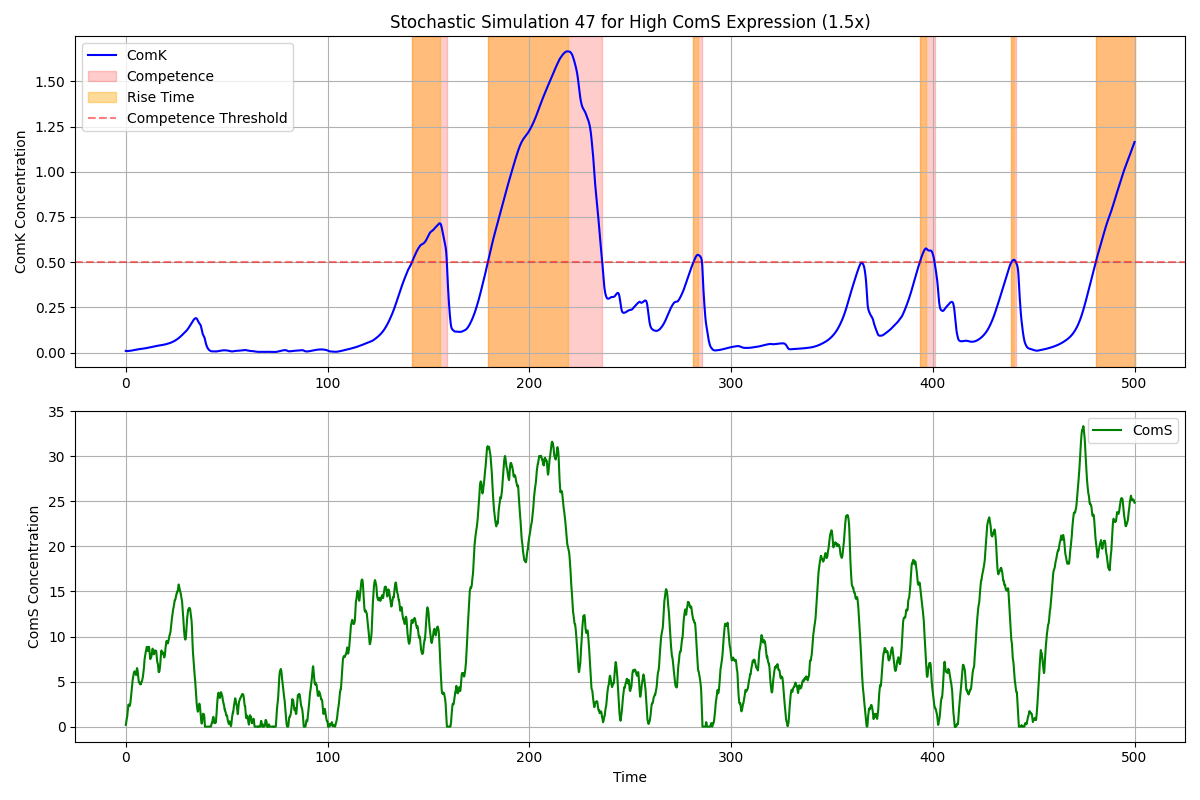 Stochastic Simulation 47 for High ComS Expression (1.5x)
ComK
Competence
Rise Time
Competence Threshold
ComK Concentration
1.50
1.25
1.00
0.75
0.50
0.25
0.00
0 100 200 300 400 500
ComS
ComS Concentration
35
30
25
20
15
10
5
0
0 100 200 300 400 500
Time